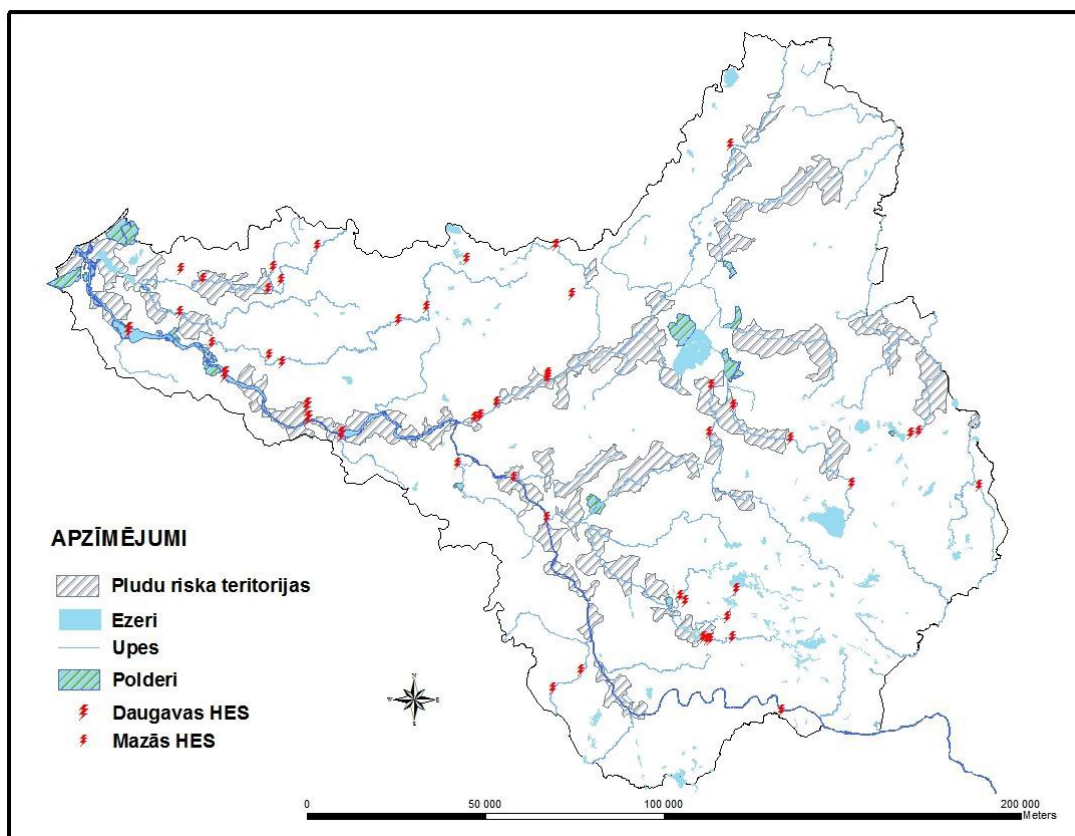 APZĪMĒJUMI
Pludu riska teritorijas
Ezeri
Upes
Polderi
Daugavas HES
Mazās HES
N
W E
S
0 50 000 100 000 200 000
Meters